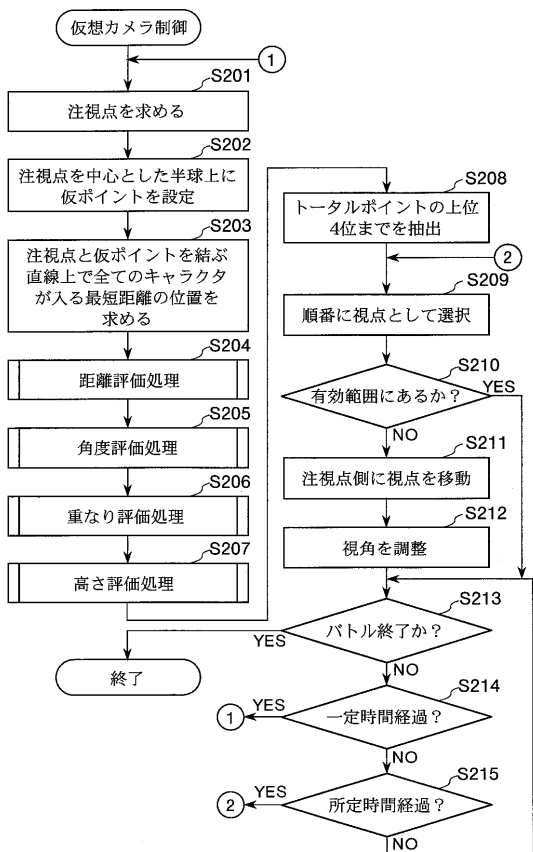 仮想カメラ制御
1
S201
注視点を求める
S202
注視点を中心とした半球上に
仮ポイントを設定
S203
注視点と仮ポイントを結ぶ
直線上で全てのキャラクタ
が入る最短距離の位置を
求める
S204
距離評価処理
S205
角度評価処理
S206
重なり評価処理
S207
高さ評価処理
S208
トータルポイントの上位
4位までを抽出
2
S209
順番に視点として選択
S210
有効範囲にあるか?
YES
NO
S211
注視点側に視点を移動
S212
視角を調整
S213
バトル終了か?
YES
NO
終了
S214
一定時間経過?
YES
1
NO
S215
所定時間経過?
YES
2
NO